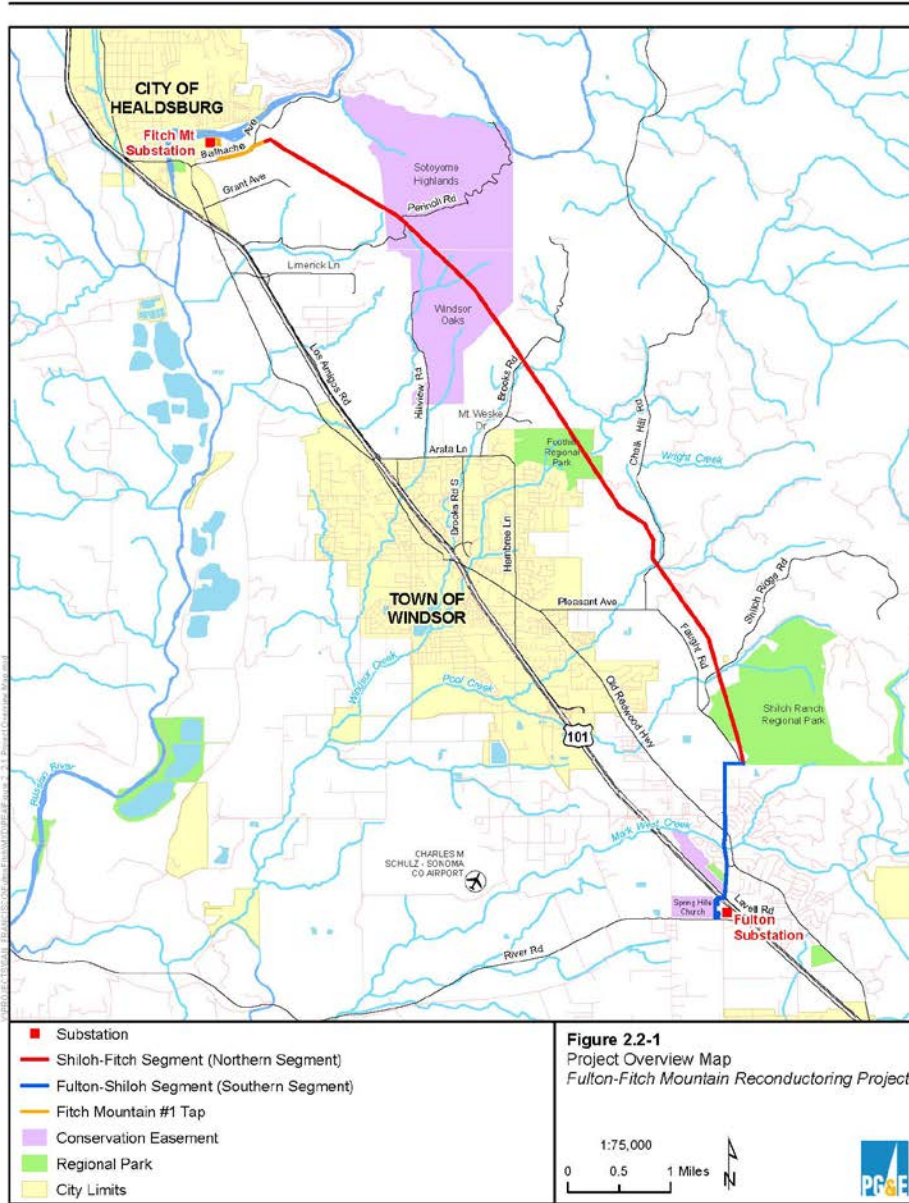 CITY OF
HEALDSBURG
Fitch Mt
Substation
Bailhache
Ave
Grant Ave
Sotoyome
Highlands
Perinoli Rd
Limerick Ln
Windsor
Oaks
Los Amigos Rd
Hillview Rd
Brooks Rd
Mt Weske
Dr
Chalk Hill Rd
Arata Ln
Foothill
Regional
Park
Wright Creek
Brooks Rd S
Hembree Ln
TOWN OF
WINDSOR
Pleasant Ave
Shiloh Ridge Rd
Faught Rd
Windsor Creek
Pool Creek
Old Redwood Hwy
Shiloh Ranch
Regional Park
101
Russian River
Mark West Creek
CHARLES M
SCHULZ - SONOMA
CO AIRPORT
Spring Hills
Church
Lavell Rd
Fulton
Substation
River Rd
Substation
Shiloh-Fitch Segment (Northern Segment)
Fulton-Shiloh Segment (Southern Segment)
Fitch Mountain #1 Tap
Conservation Easement
Regional Park
City Limits
Figure 2.2-1
Project Overview Map
Fulton-Fitch Mountain Reconductoring Project
1:75,000
0 0.5 1 Miles
N
PG&E